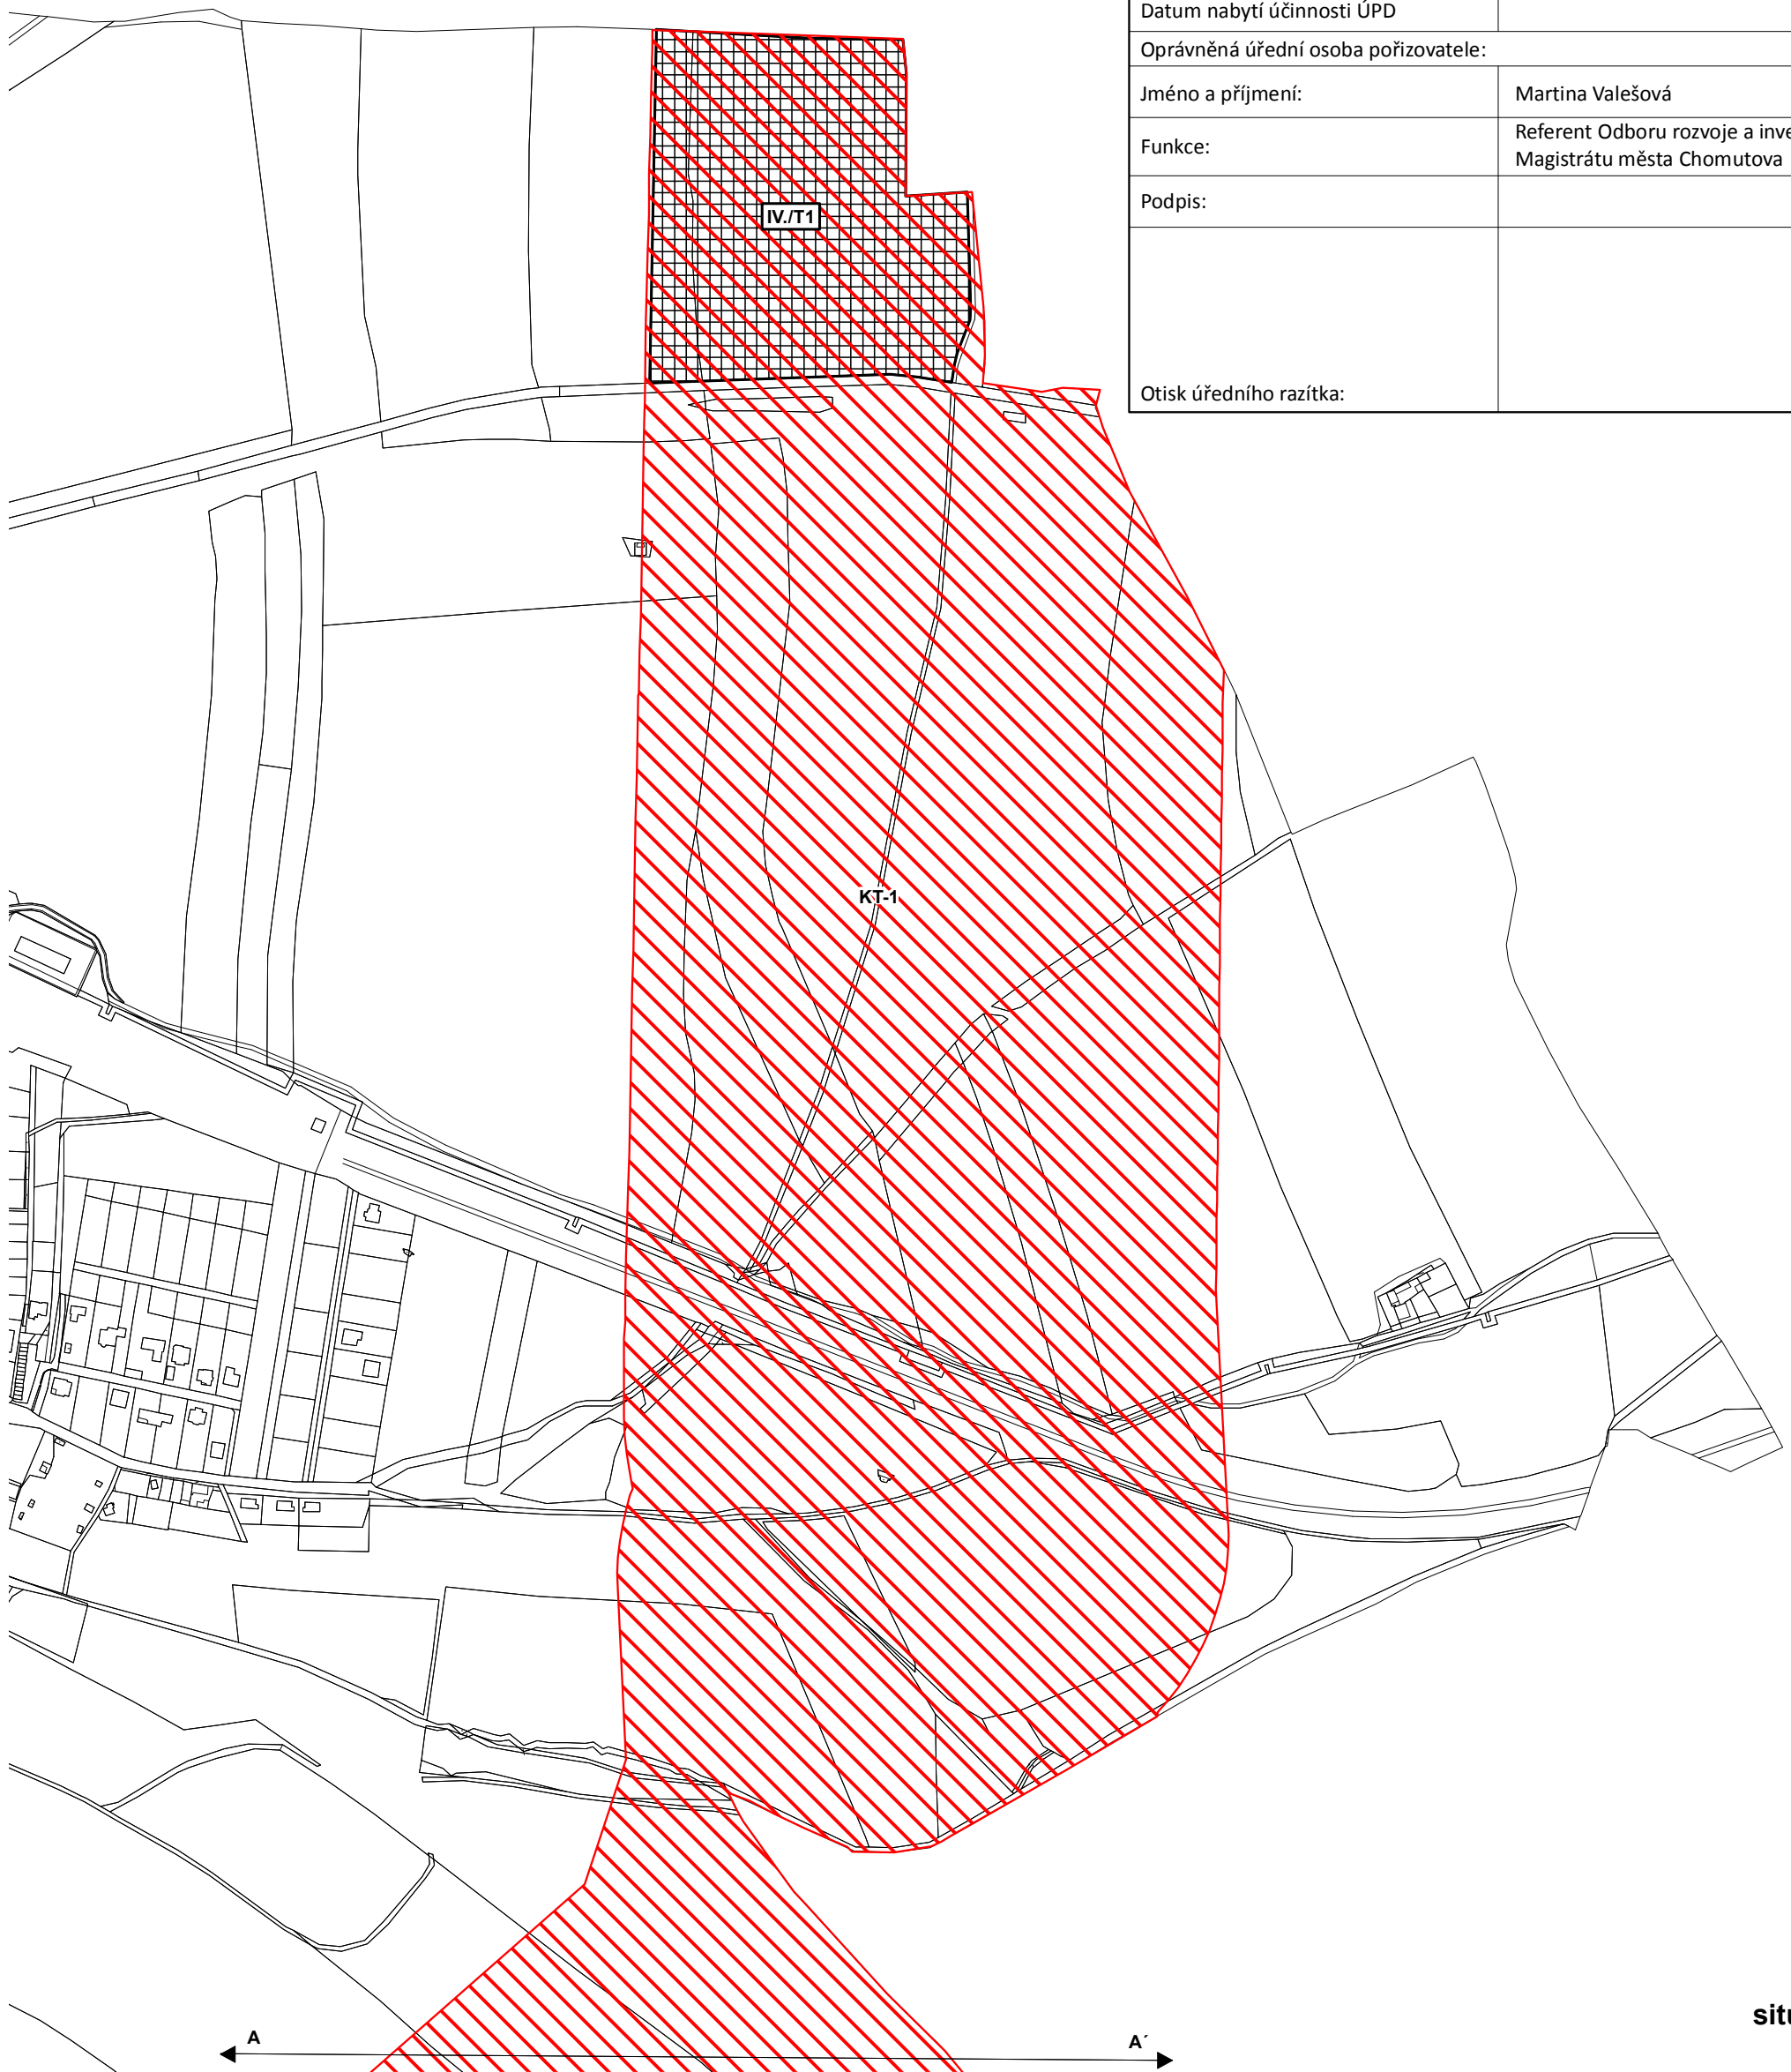 Datum nabytí účinnosti ÚPD
Oprávněná úřední osoba pořizovatele:
Jméno a příjmení: Martina Valešová
Funkce: Referent Odboru rozvoje a inve
Magistrátu města Chomutova
Podpis:
Otisk úředního razítka:
IV./T1
KT-1
situ
A A´